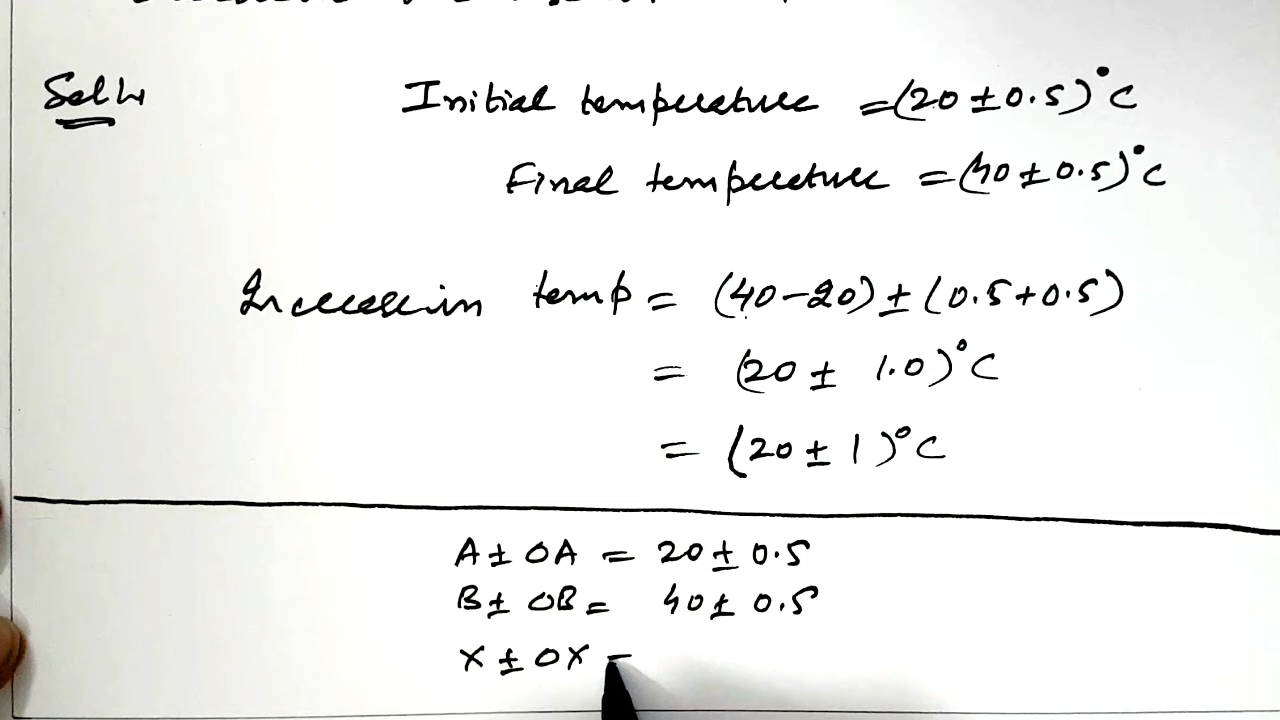 Soln
Initial temperature =(20 ± 0.5)°C
Final temperature = (40 ± 0.5)°C
Increase in temp = (40-20) ± (0.5+0.5)
= (20 ± 1.0)°C
= (20 ± 1)°C
A ± ΔA = 20 ± 0.5
B ± ΔB = 40 ± 0.5
X ± ΔX =